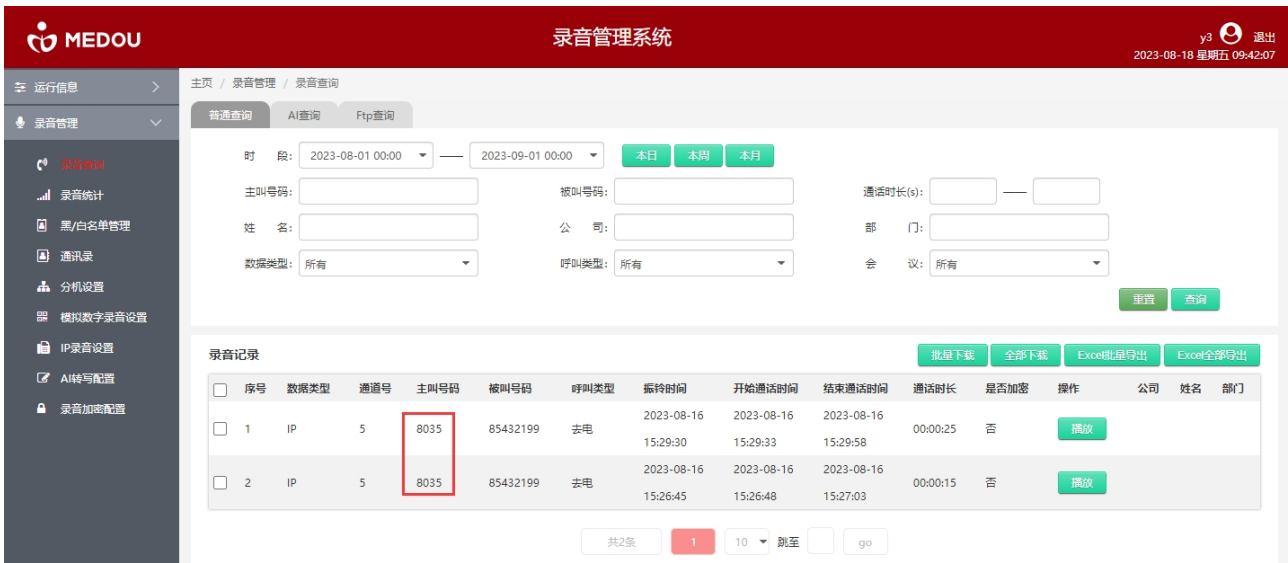 MEDOU
录音管理系统
y3 退出
2023-08-18 星期五 09:42:07
运行信息
录音管理
录音查询
录音统计
黑/白名单管理
通讯录
分机设置
模拟数字录音设置
IP录音设置
AI转写配置
录音加密配置
主页 / 录音管理 / 录音查询
普通查询 AI查询 Ftp查询
时 段: 2023-08-01 00:00 —— 2023-09-01 00:00 本日 本周 本月
主叫号码: 被叫号码: 通话时长(s): ——
姓 名: 公 司: 部 门:
数据类型: 所有 呼叫类型: 所有 会 议: 所有
重置 查询
录音记录 批量下载 全部下载 Excel批量导出 Excel全部导出
序号 数据类型 通道号 主叫号码 被叫号码 呼叫类型 振铃时间 开始通话时间 结束通话时间 通话时长 是否加密 操作 公司 姓名 部门
2023-08-16 2023-08-16 2023-08-16
1 IP 5 8035 85432199 去电 00:00:25 否 播放
15:29:30 15:29:33 15:29:58
2023-08-16 2023-08-16 2023-08-16
2 IP 5 8035 85432199 去电 00:00:15 否 播放
15:26:45 15:26:48 15:27:03
共2条 1 10 跳至 go